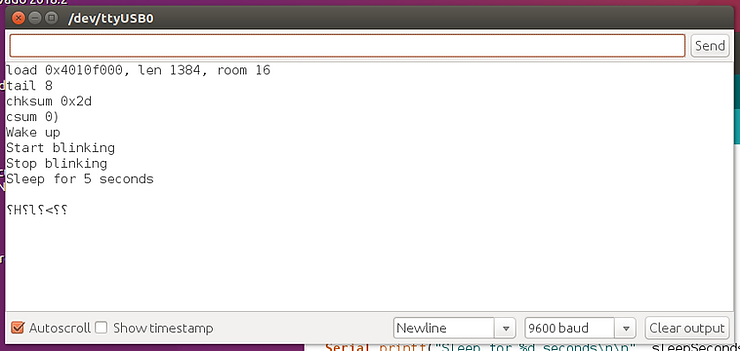 /dev/ttyUSB0
Send
load 0x4010f000, len 1384, room 16
tail 8
chksum 0x2d
csum 0)
Wake up
Start blinking
Stop blinking
Sleep for 5 seconds
⸮H⸮l⸮<⸮⸮
Autoscroll Show timestamp Newline 9600 baud Clear output
Serial.printf("Sleep for %d seconds\n\n", sleepSeconds